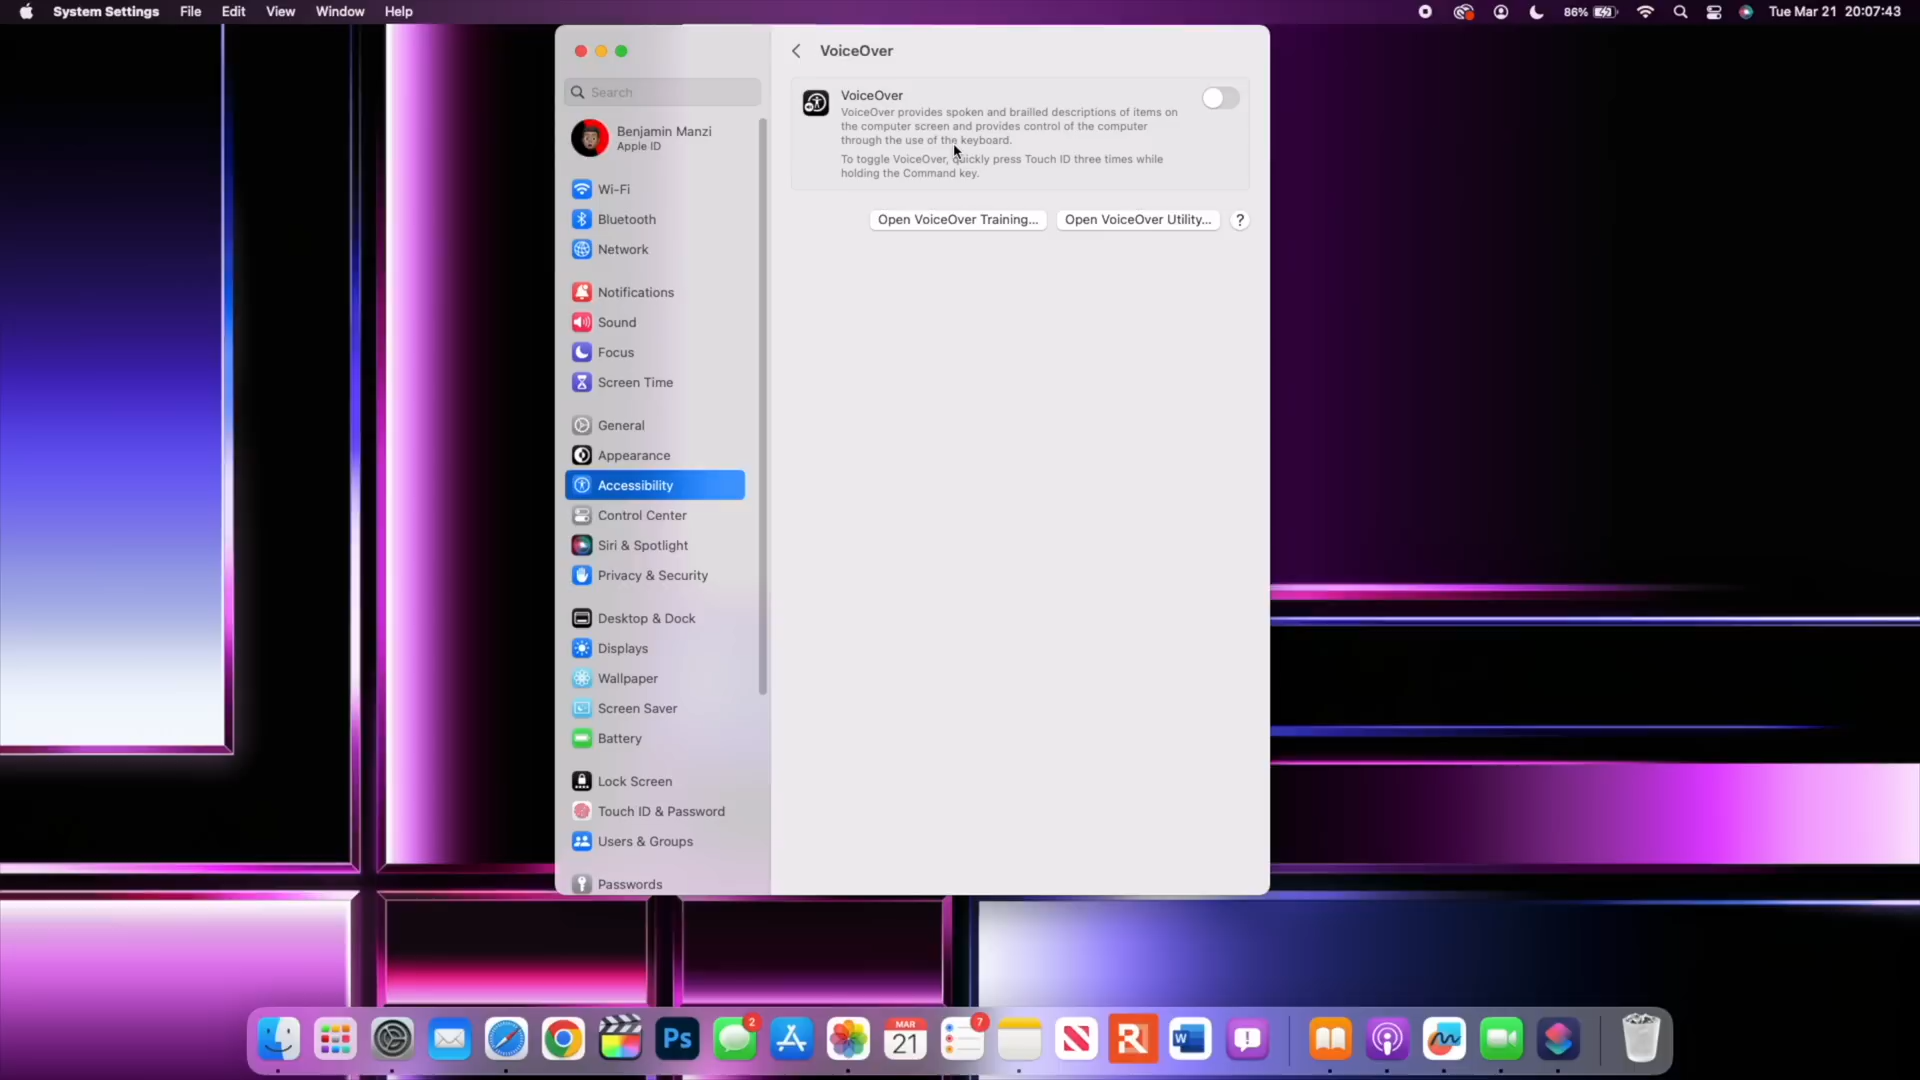 System Settings File Edit View Window Help 86% Tue Mar 21 20:07:43
Search
Benjamin Manzi
Apple ID
Wi-Fi
Bluetooth
Network
Notifications
Sound
Focus
Screen Time
General
Appearance
Accessibility
Control Center
Siri & Spotlight
Privacy & Security
Desktop & Dock
Displays
Wallpaper
Screen Saver
Battery
Lock Screen
Touch ID & Password
Users & Groups
Passwords
VoiceOver
VoiceOver
VoiceOver provides spoken and brailled descriptions of items on
the computer screen and provides control of the computer
through the use of the keyboard.
To toggle VoiceOver, quickly press Touch ID three times while
holding the Command key.
Open VoiceOver Training... Open VoiceOver Utility... ?
Ps 2 MAR 21 7 N R W !